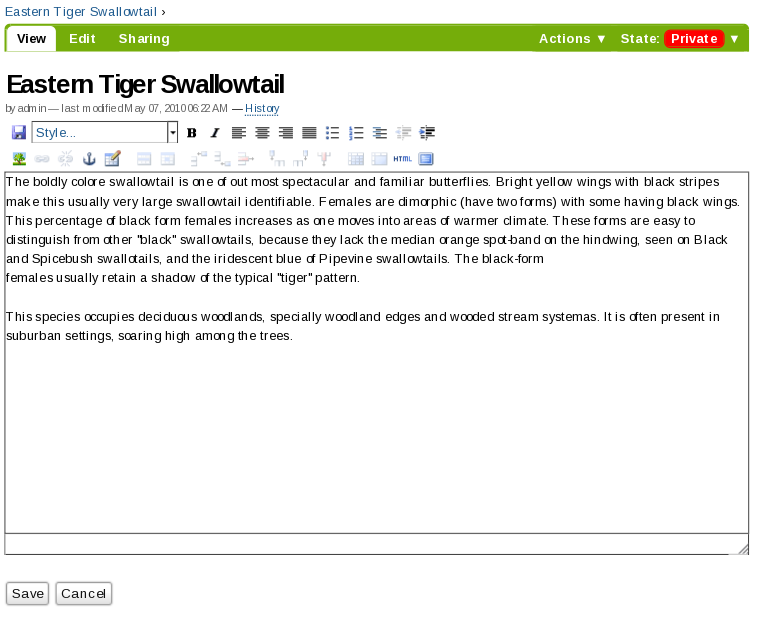 Eastern Tiger Swallowtail ›
View Edit Sharing Actions ▼ State: Private ▼
Eastern Tiger Swallowtail
by admin — last modified May 07, 2010 06:22 AM — History
Style... B I
HTML
The boldly colore swallowtail is one of out most spectacular and familiar butterflies. Bright yellow wings with black stripes
make this usually very large swallowtail identifiable. Females are dimorphic (have two forms) with some having black wings.
This percentage of black form females increases as one moves into areas of warmer climate. These forms are easy to
distinguish from other "black" swallowtails, because they lack the median orange spot-band on the hindwing, seen on Black
and Spicebush swallotails, and the iridescent blue of Pipevine swallowtails. The black-form
females usually retain a shadow of the typical "tiger" pattern.
This species occupies deciduous woodlands, specially woodland edges and wooded stream systemas. It is often present in
suburban settings, soaring high among the trees.
Save Cancel